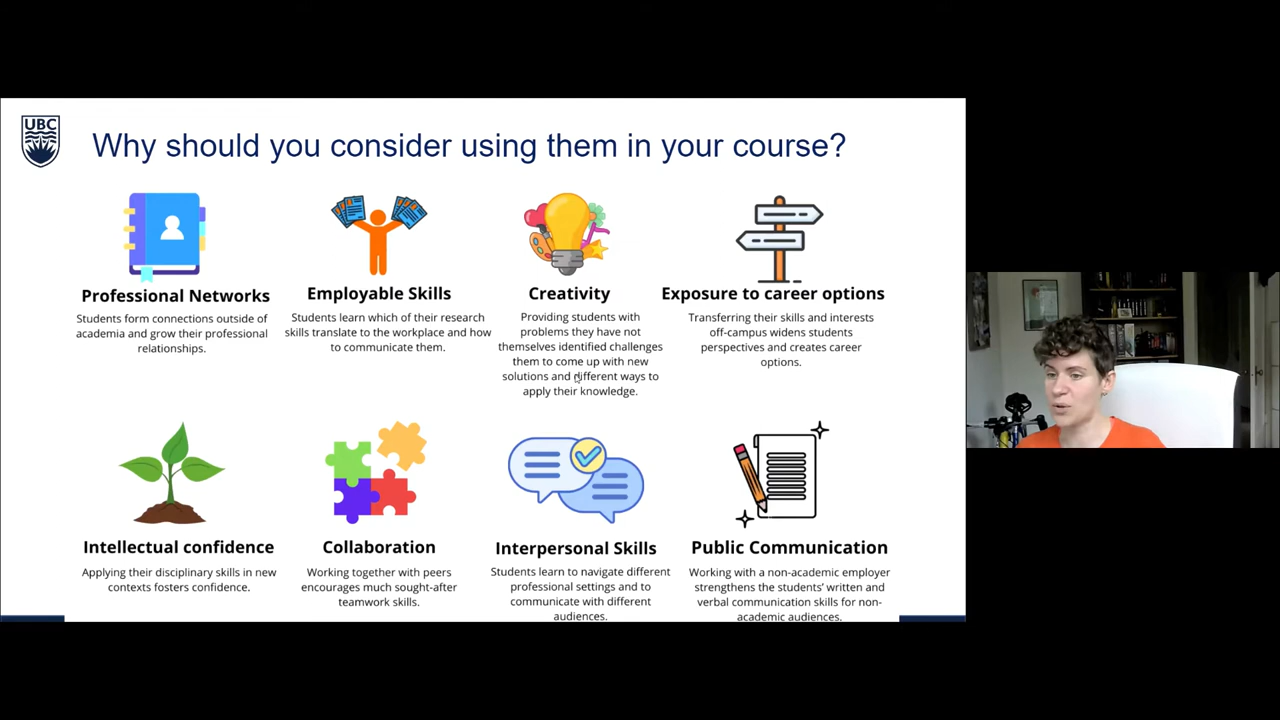 UBC
Why should you consider using them in your course?
Professional Networks
Students form connections outside of
academia and grow their professional
relationships.
Employable Skills
Students learn which of their research
skills translate to the workplace and how
to communicate them.
Creativity
Providing students with
problems they have not
themselves identified challenges
them to come up with new
solutions and different ways to
apply their knowledge.
Exposure to career options
Transferring their skills and interests
off-campus widens students
perspectives and creates career
options.
Intellectual confidence
Applying their disciplinary skills in new
contexts fosters confidence.
Collaboration
Working together with peers
encourages much sought-after
teamwork skills.
Interpersonal Skills
Students learn to navigate different
professional settings and to
communicate with different
audiences.
Public Communication
Working with a non-academic employer
strengthens the students’ written and
verbal communication skills for non-
academic audiences.